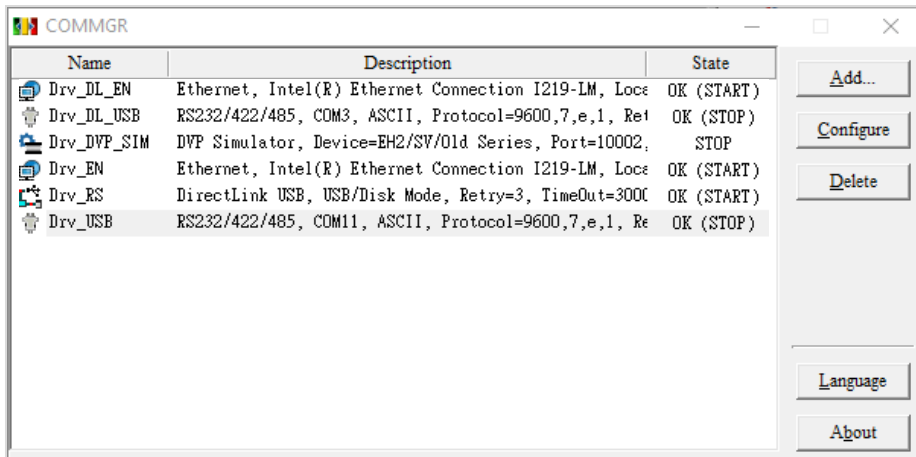 COMMGR
Name Description State
Drv_DL_EN Ethernet, Intel(R) Ethernet Connection I219-LM, Loca OK (START)
Drv_DL_USB RS232/422/485, COM3, ASCII, Protocol=9600,7,e,1, Ret OK (STOP)
Drv_DVP_SIM DVP Simulator, Device=EH2/SV/Old Series, Port=10002, STOP
Drv_EN Ethernet, Intel(R) Ethernet Connection I219-LM, Loca OK (START)
Drv_RS DirectLink USB, USB/Disk Mode, Retry=3, TimeOut=3000 OK (START)
Drv_USB RS232/422/485, COM11, ASCII, Protocol=9600,7,e,1, Re OK (STOP)
Add...
Configure
Delete
Language
About